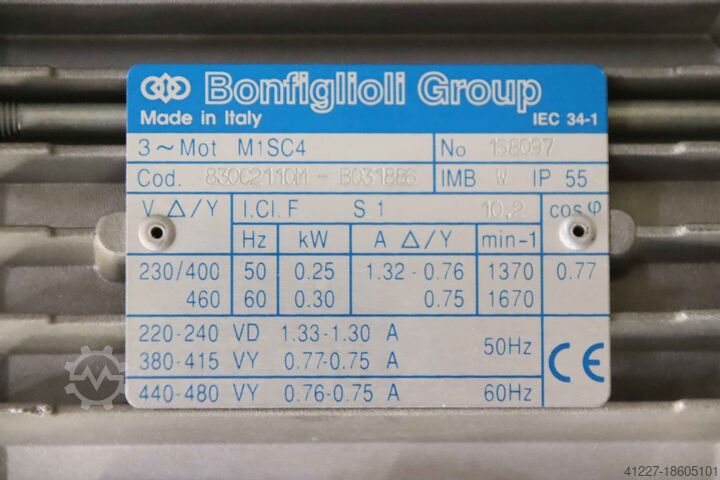 Bonfiglioli Group
Made in Italy IEC 34-1
3~Mot M1SC4 No 168097
Cod. 830C2110M - B0318E6 IMB W IP 55
V Δ/Y I.Cl. F S 1 10.2 cos φ
Hz kW A Δ/Y min-1
230/400 50 0.25 1.32 - 0.76 1370 0.77
460 60 0.30 0.75 1670
220-240 VD 1.33-1.30 A 50Hz
380-415 VY 0.77-0.75 A
440-480 VY 0.76-0.75 A 60Hz
CE
41227-18605101